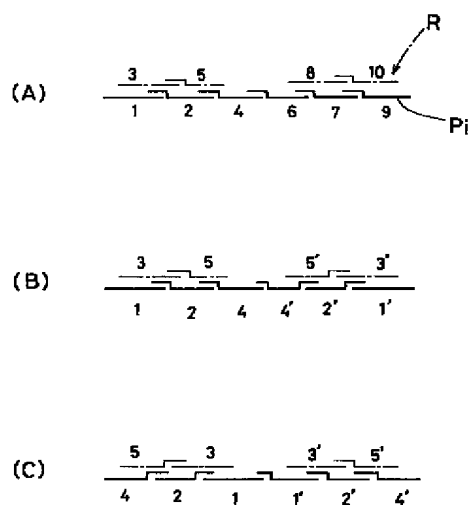 R
3 5 8 10
(A)
1 2 4 6 7 9
Pi
3 5 5' 3'
(B)
1 2 4 4' 2' 1'
5 3 3' 5'
(C)
4 2 1 1' 2' 4'